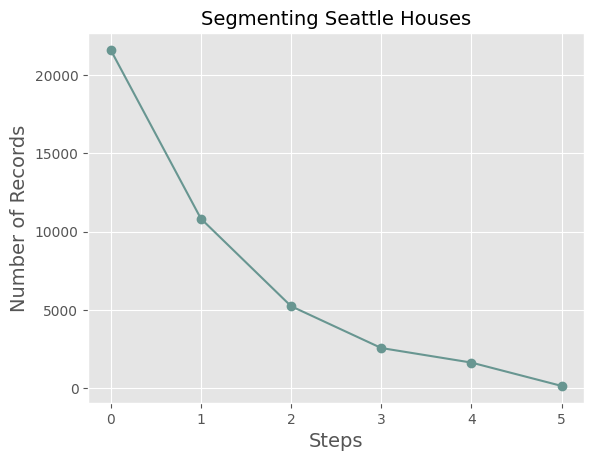 Segmenting Seattle Houses
Number of Records
20000
15000
10000
5000
0
0 1 2 3 4 5
Steps